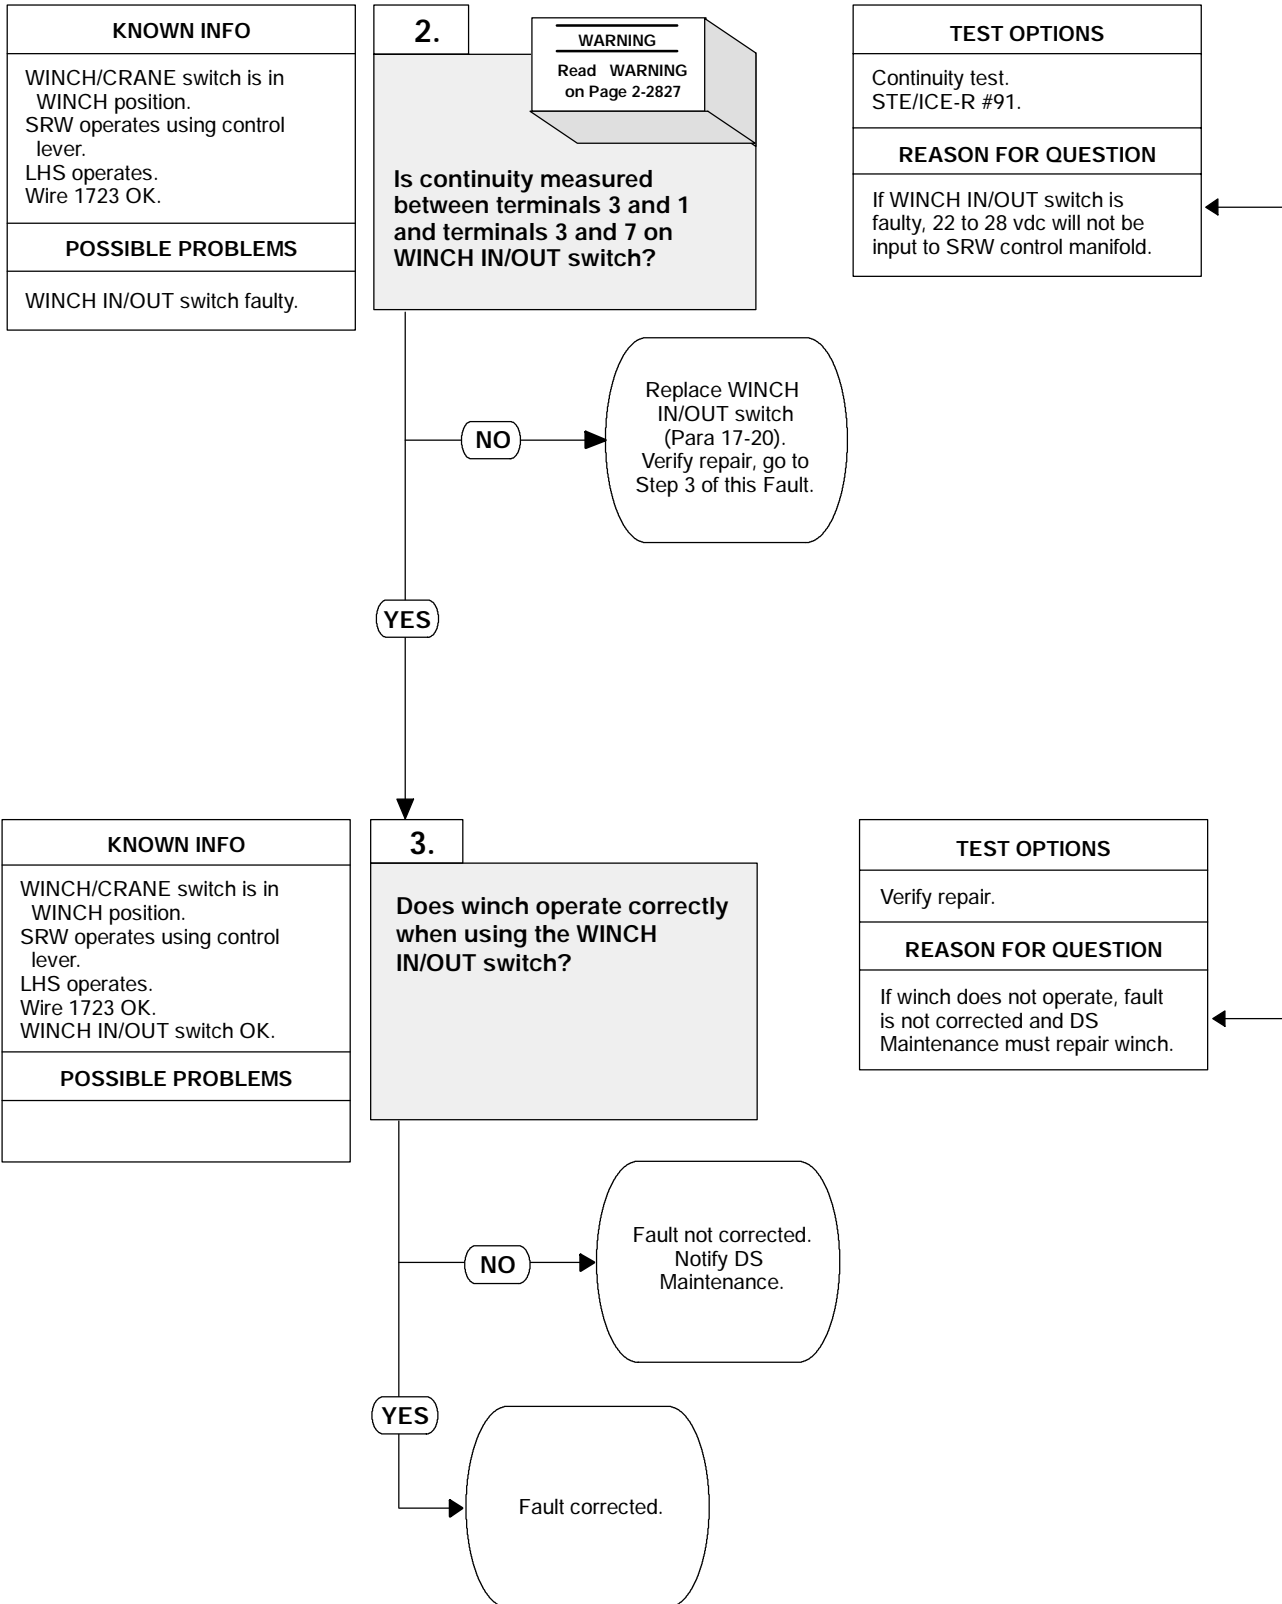 KNOWN INFO
WINCH/CRANE switch is in
WINCH position.
SRW operates using control
lever.
LHS operates.
Wire 1723 OK.
POSSIBLE PROBLEMS
WINCH IN/OUT switch faulty.
2.
WARNING
Read WARNING
on Page 2-2827
Is continuity measured
between terminals 3 and 1
and terminals 3 and 7 on
WINCH IN/OUT switch?
TEST OPTIONS
Continuity test.
STE/ICE-R #91.
REASON FOR QUESTION
If WINCH IN/OUT switch is
faulty, 22 to 28 vdc will not be
input to SRW control manifold.
NO
Replace WINCH
IN/OUT switch
(Para 17-20).
Verify repair, go to
Step 3 of this Fault.
YES
KNOWN INFO
WINCH/CRANE switch is in
WINCH position.
SRW operates using control
lever.
LHS operates.
Wire 1723 OK.
WINCH IN/OUT switch OK.
POSSIBLE PROBLEMS
3.
Does winch operate correctly
when using the WINCH
IN/OUT switch?
TEST OPTIONS
Verify repair.
REASON FOR QUESTION
If winch does not operate, fault
is not corrected and DS
Maintenance must repair winch.
NO
Fault not corrected.
Notify DS
Maintenance.
YES
Fault corrected.